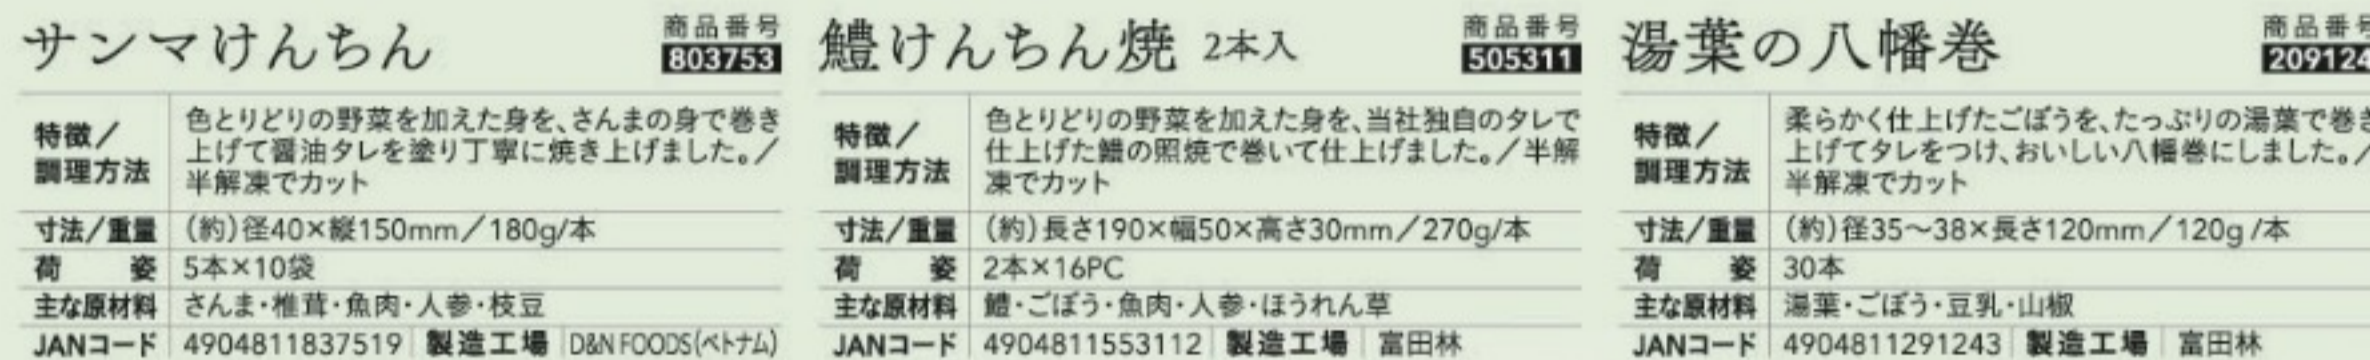 サンマけんちん
商品番号
803753
特徴/調理方法
色とりどりの野菜を加えた身を、さんまの身で巻き
上げて醤油タレを塗り丁寧に焼き上げました。/
半解凍でカット
寸法/重量 (約)径40×縦150mm/180g/本
荷姿 5本×10袋
主な原材料 さんま・椎茸・魚肉・人参・枝豆
JANコード 4904811837519 製造工場 D&N FOODS(ベトナム)
鱧けんちん焼 2本入
商品番号
505311
特徴/調理方法
色とりどりの野菜を加えた身を、当社独自のタレで
仕上げた鱧の照焼で巻いて仕上げました。/半解
凍でカット
寸法/重量 (約)長さ190×幅50×高さ30mm/270g/本
荷姿 2本×16PC
主な原材料 鱧・ごぼう・魚肉・人参・ほうれん草
JANコード 4904811553112 製造工場 富田林
湯葉の八幡巻
商品番号
209124
特徴/調理方法
柔らかく仕上げたごぼうを、たっぷりの湯葉で巻き
上げてタレをつけ、おいしい八幡巻にしました。/
半解凍でカット
寸法/重量 (約)径35〜38×長さ120mm/120g/本
荷姿 30本
主な原材料 湯葉・ごぼう・豆乳・山椒
JANコード 4904811291243 製造工場 富田林